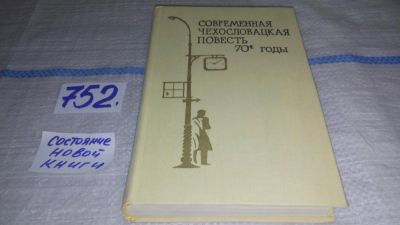 СОВРЕМЕННАЯ
ЧЕХОСЛОВАЦКАЯ
ПОВЕСТЬ
70е ГОДЫ
752.
СОСТОЯНИЕ
НОВОЙ
КНИГИ